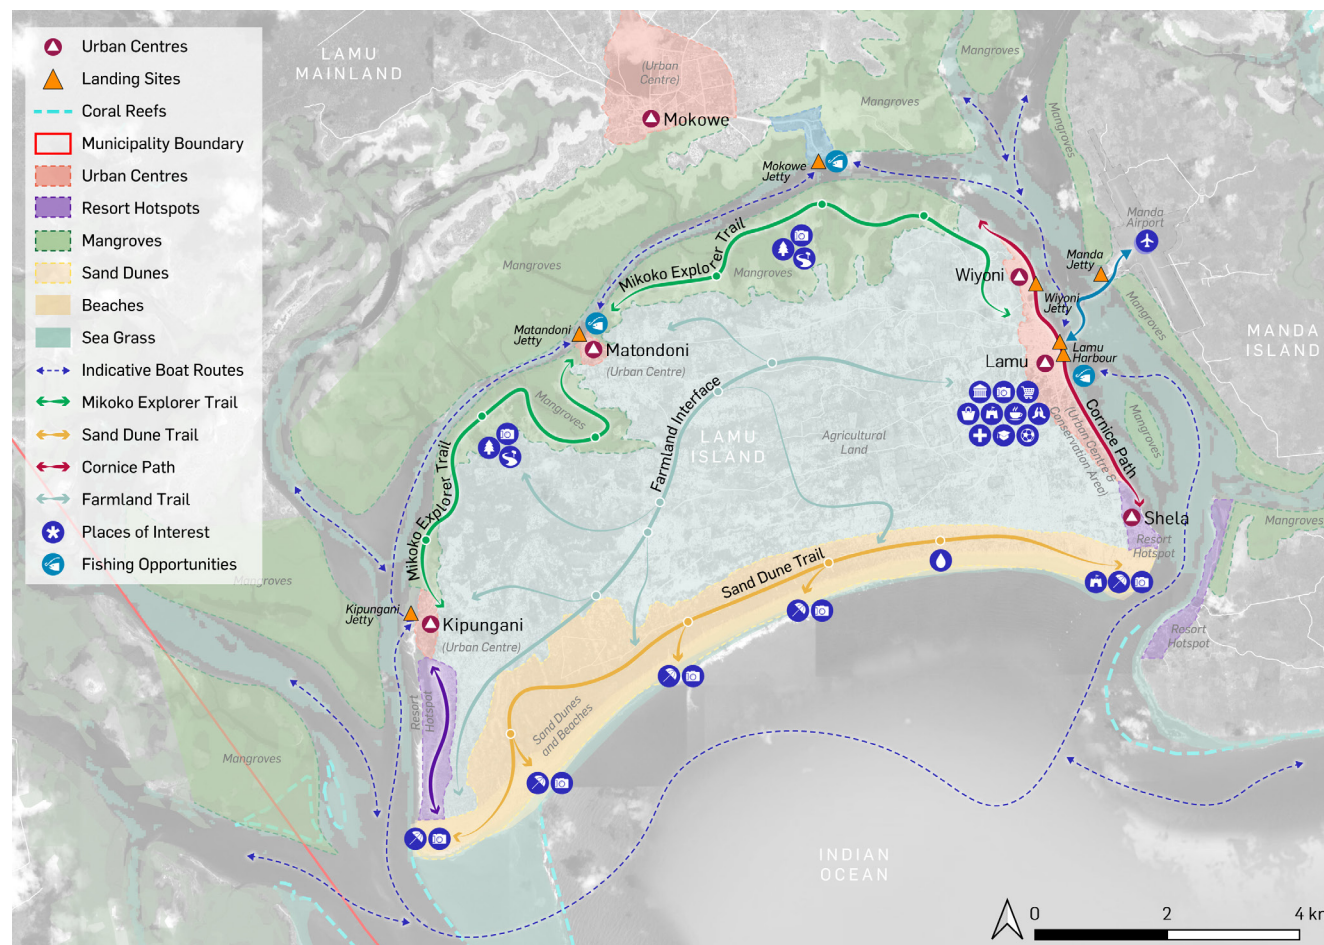 Urban Centres
Landing Sites
Coral Reefs
Municipality Boundary
Urban Centres
Resort Hotspots
Mangroves
Sand Dunes
Beaches
Sea Grass
Indicative Boat Routes
Mikoko Explorer Trail
Sand Dune Trail
Cornice Path
Farmland Trail
Places of Interest
Fishing Opportunities
LAMU
MAINLAND
(Urban
Centre)
Mokowe
Mangroves
Mangroves
Mangroves
Mokowe
Jetty
Manda
Airport
Manda
Jetty
Mikoko Explorer Trail
Mangroves
Mangroves
Wiyoni
Wiyoni
Jetty
Mangroves
MANDA
ISLAND
Matandoni
Jetty
Matondoni
(Urban Centre)
Lamu
Lamu
Harbour
Mangroves
Farmland Interface
LAMU
ISLAND
Agricultural
Land
Cornice Path
(Urban Centre &
Conservation Area)
Mangroves
Mikoko Explorer Trail
Shela
Resort
Hotspot
Mangroves
Mangroves
Sand Dune Trail
Kipungani
Jetty
Kipungani
(Urban Centre)
Resort
Hotspot
Resort
Hotspot
Sand Dunes
and Beaches
Mangroves
INDIAN
OCEAN
0 2 4 km